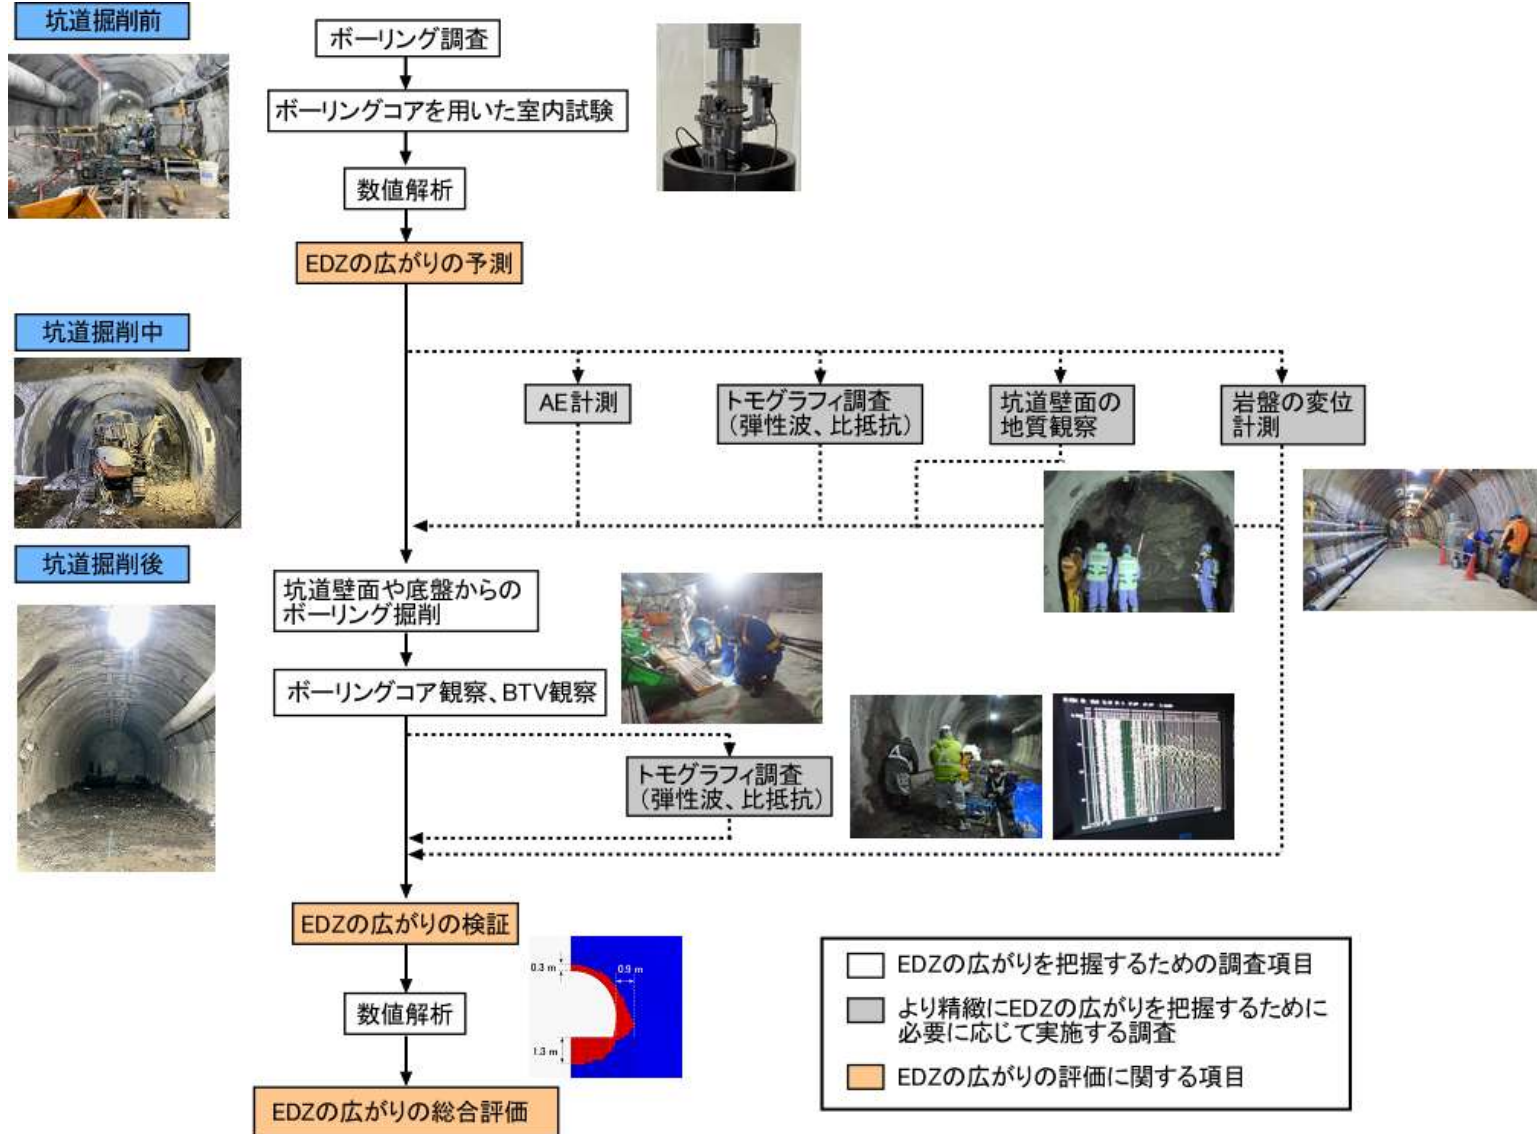 坑道掘削前
ボーリング調査
ボーリングコアを用いた室内試験
数値解析
EDZの広がりの予測
坑道掘削中
AE計測
トモグラフィ調査
(弾性波、比抵抗)
坑道壁面の
地質観察
岩盤の変位
計測
坑道掘削後
坑道壁面や底盤からの
ボーリング掘削
ボーリングコア観察、BTV観察
トモグラフィ調査
(弾性波、比抵抗)
EDZの広がりの検証
0.3 m
0.9 m
1.3 m
数値解析
EDZの広がりの総合評価
EDZの広がりを把握するための調査項目
より精緻にEDZの広がりを把握するために
必要に応じて実施する調査
EDZの広がりの評価に関する項目